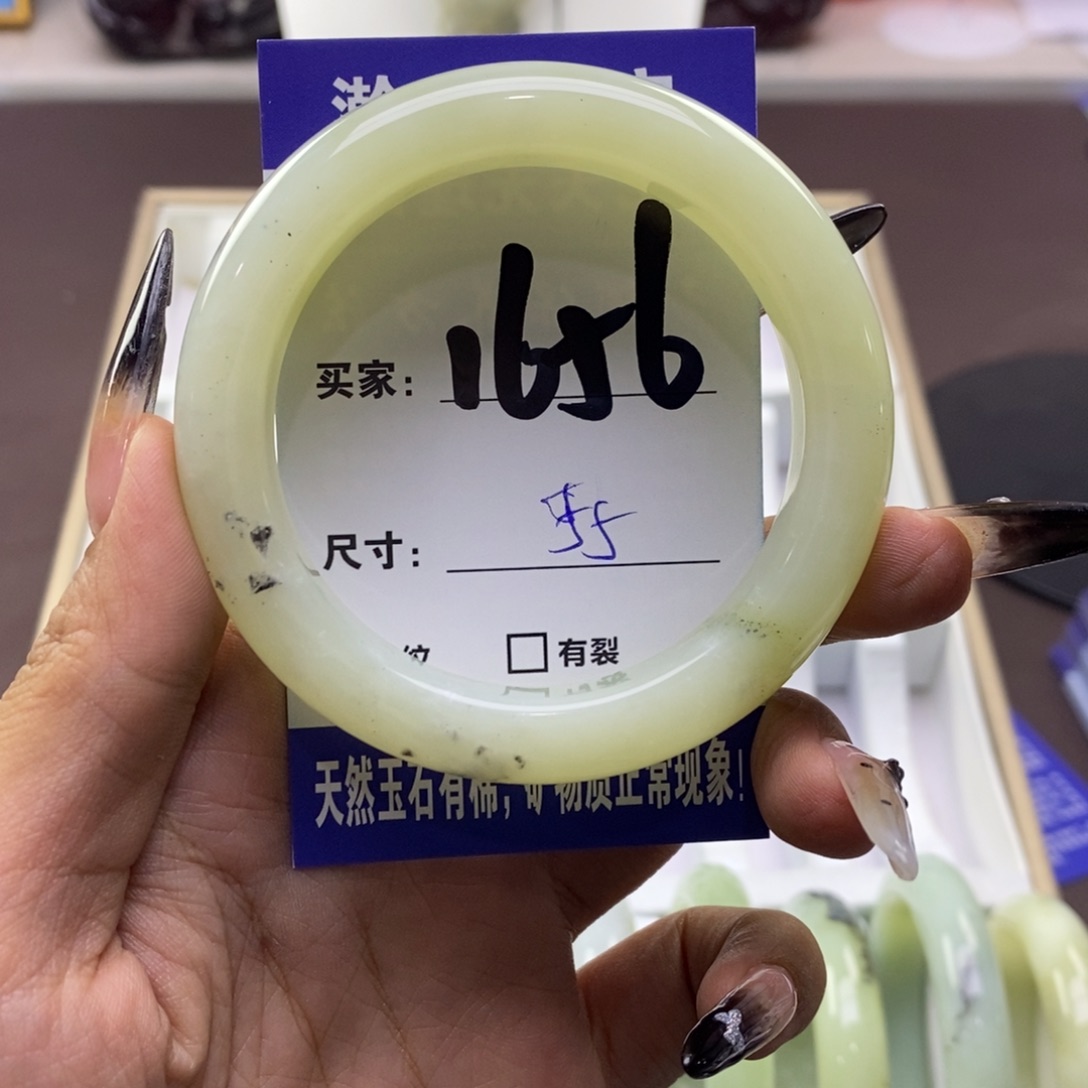 买家: 1656
尺寸:
纹 □ 有裂
天然玉石有棉, 矿物质正常现象!